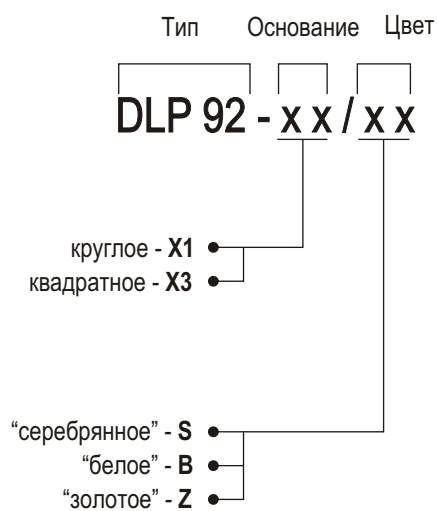 Тип Основание Цвет
DLP 92 - x x / x x
круглое - X1
квадратное - X3
“серебрянное” - S
“белое” - B
“золотое” - Z